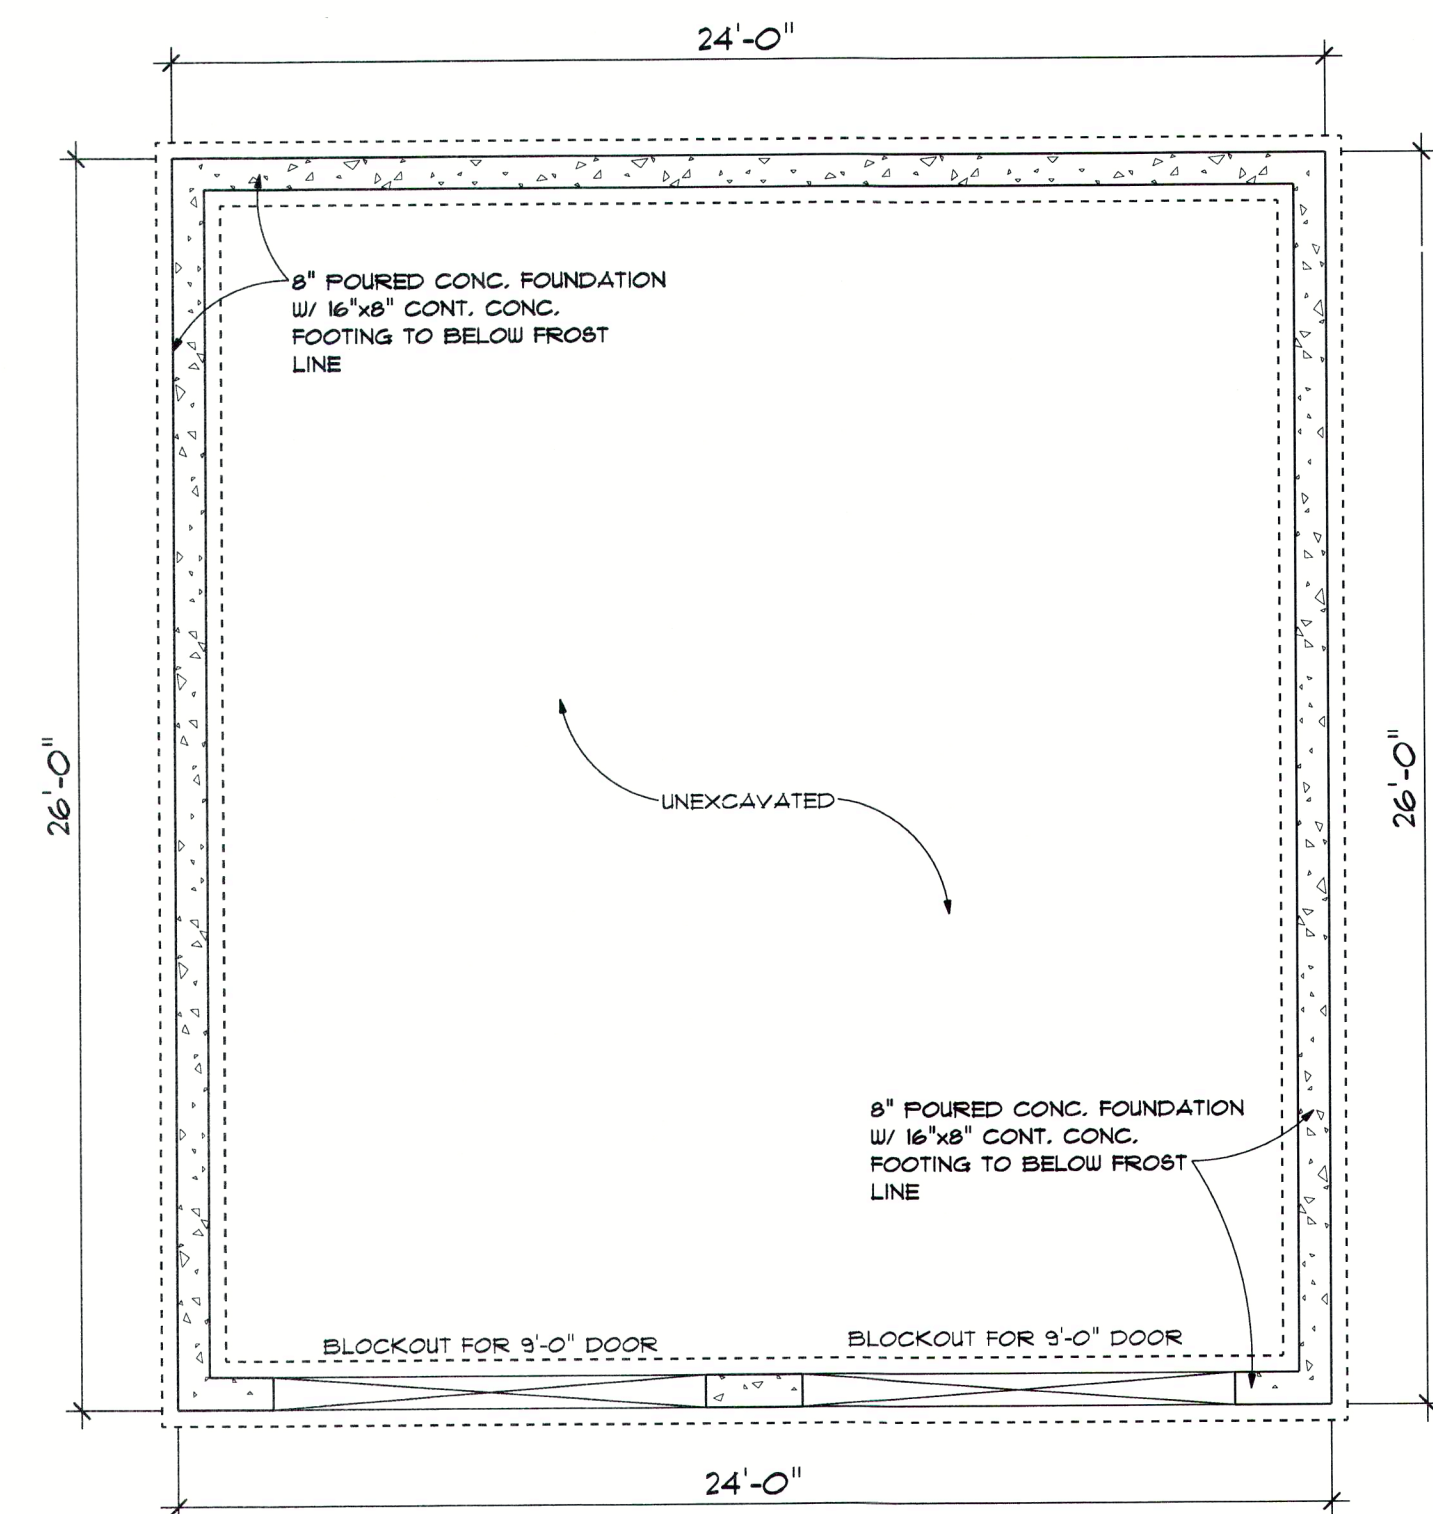 24'-0"
8" POURED CONC. FOUNDATION
W/ 16"x8" CONT. CONC.
FOOTING TO BELOW FROST
LINE
26'-0"
26'-0"
UNEXCAVATED
8" POURED CONC. FOUNDATION
W/ 16"x8" CONT. CONC.
FOOTING TO BELOW FROST
LINE
BLOCKOUT FOR 9'-0" DOOR
BLOCKOUT FOR 9'-0" DOOR
24'-0"